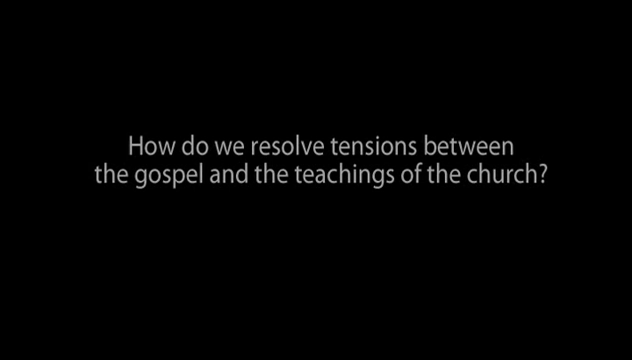 How do we resolve tensions between
the gospel and the teachings of the church?